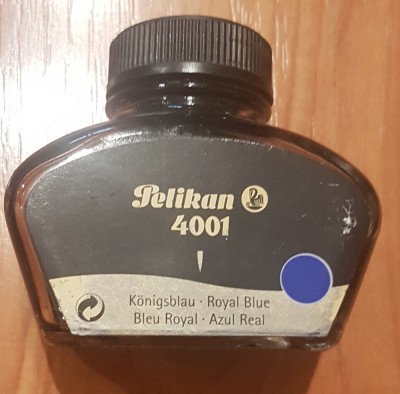 Pelikan
4001
Königsblau · Royal Blue
Bleu Royal · Azul Real